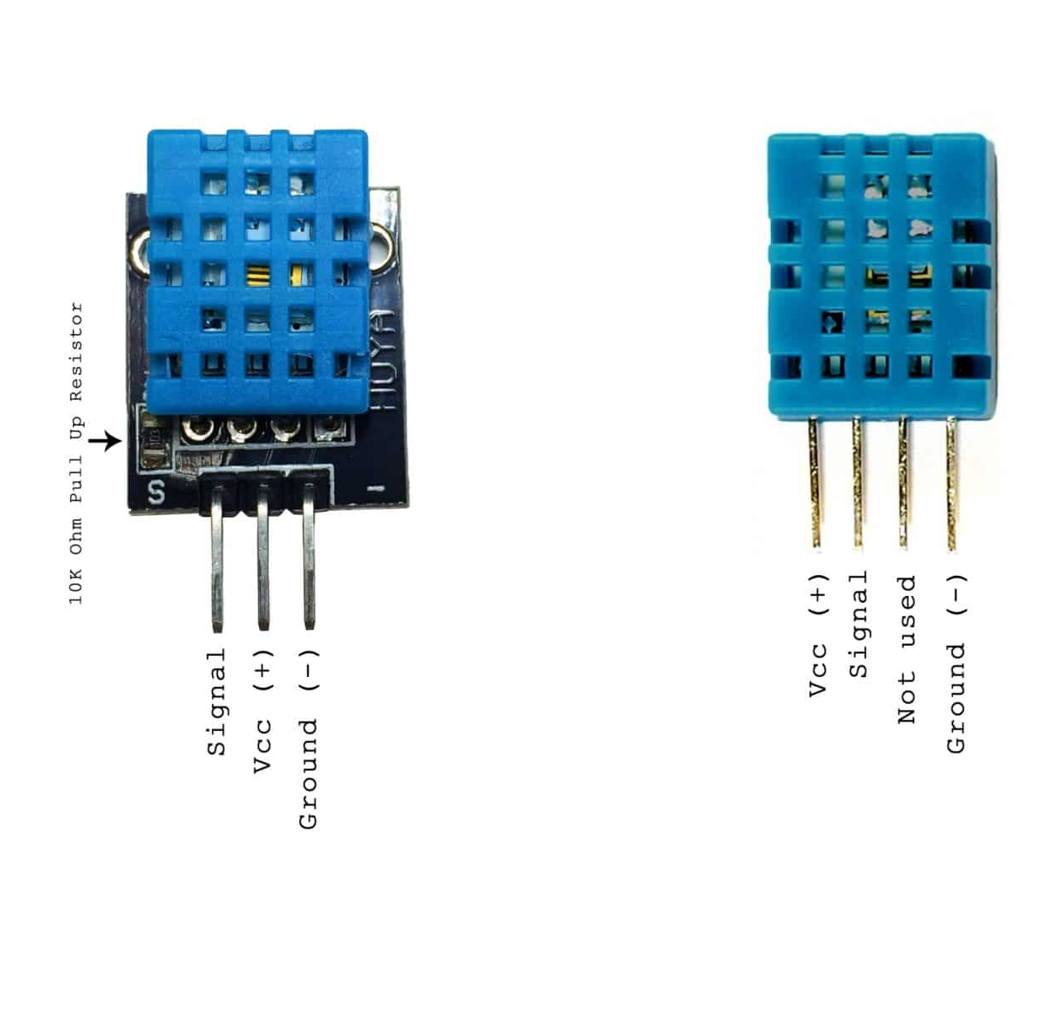 10K Ohm Pull Up Resistor
S
-
Signal
Vcc (+)
Ground (-)
Vcc (+)
Signal
Not used
Ground (-)